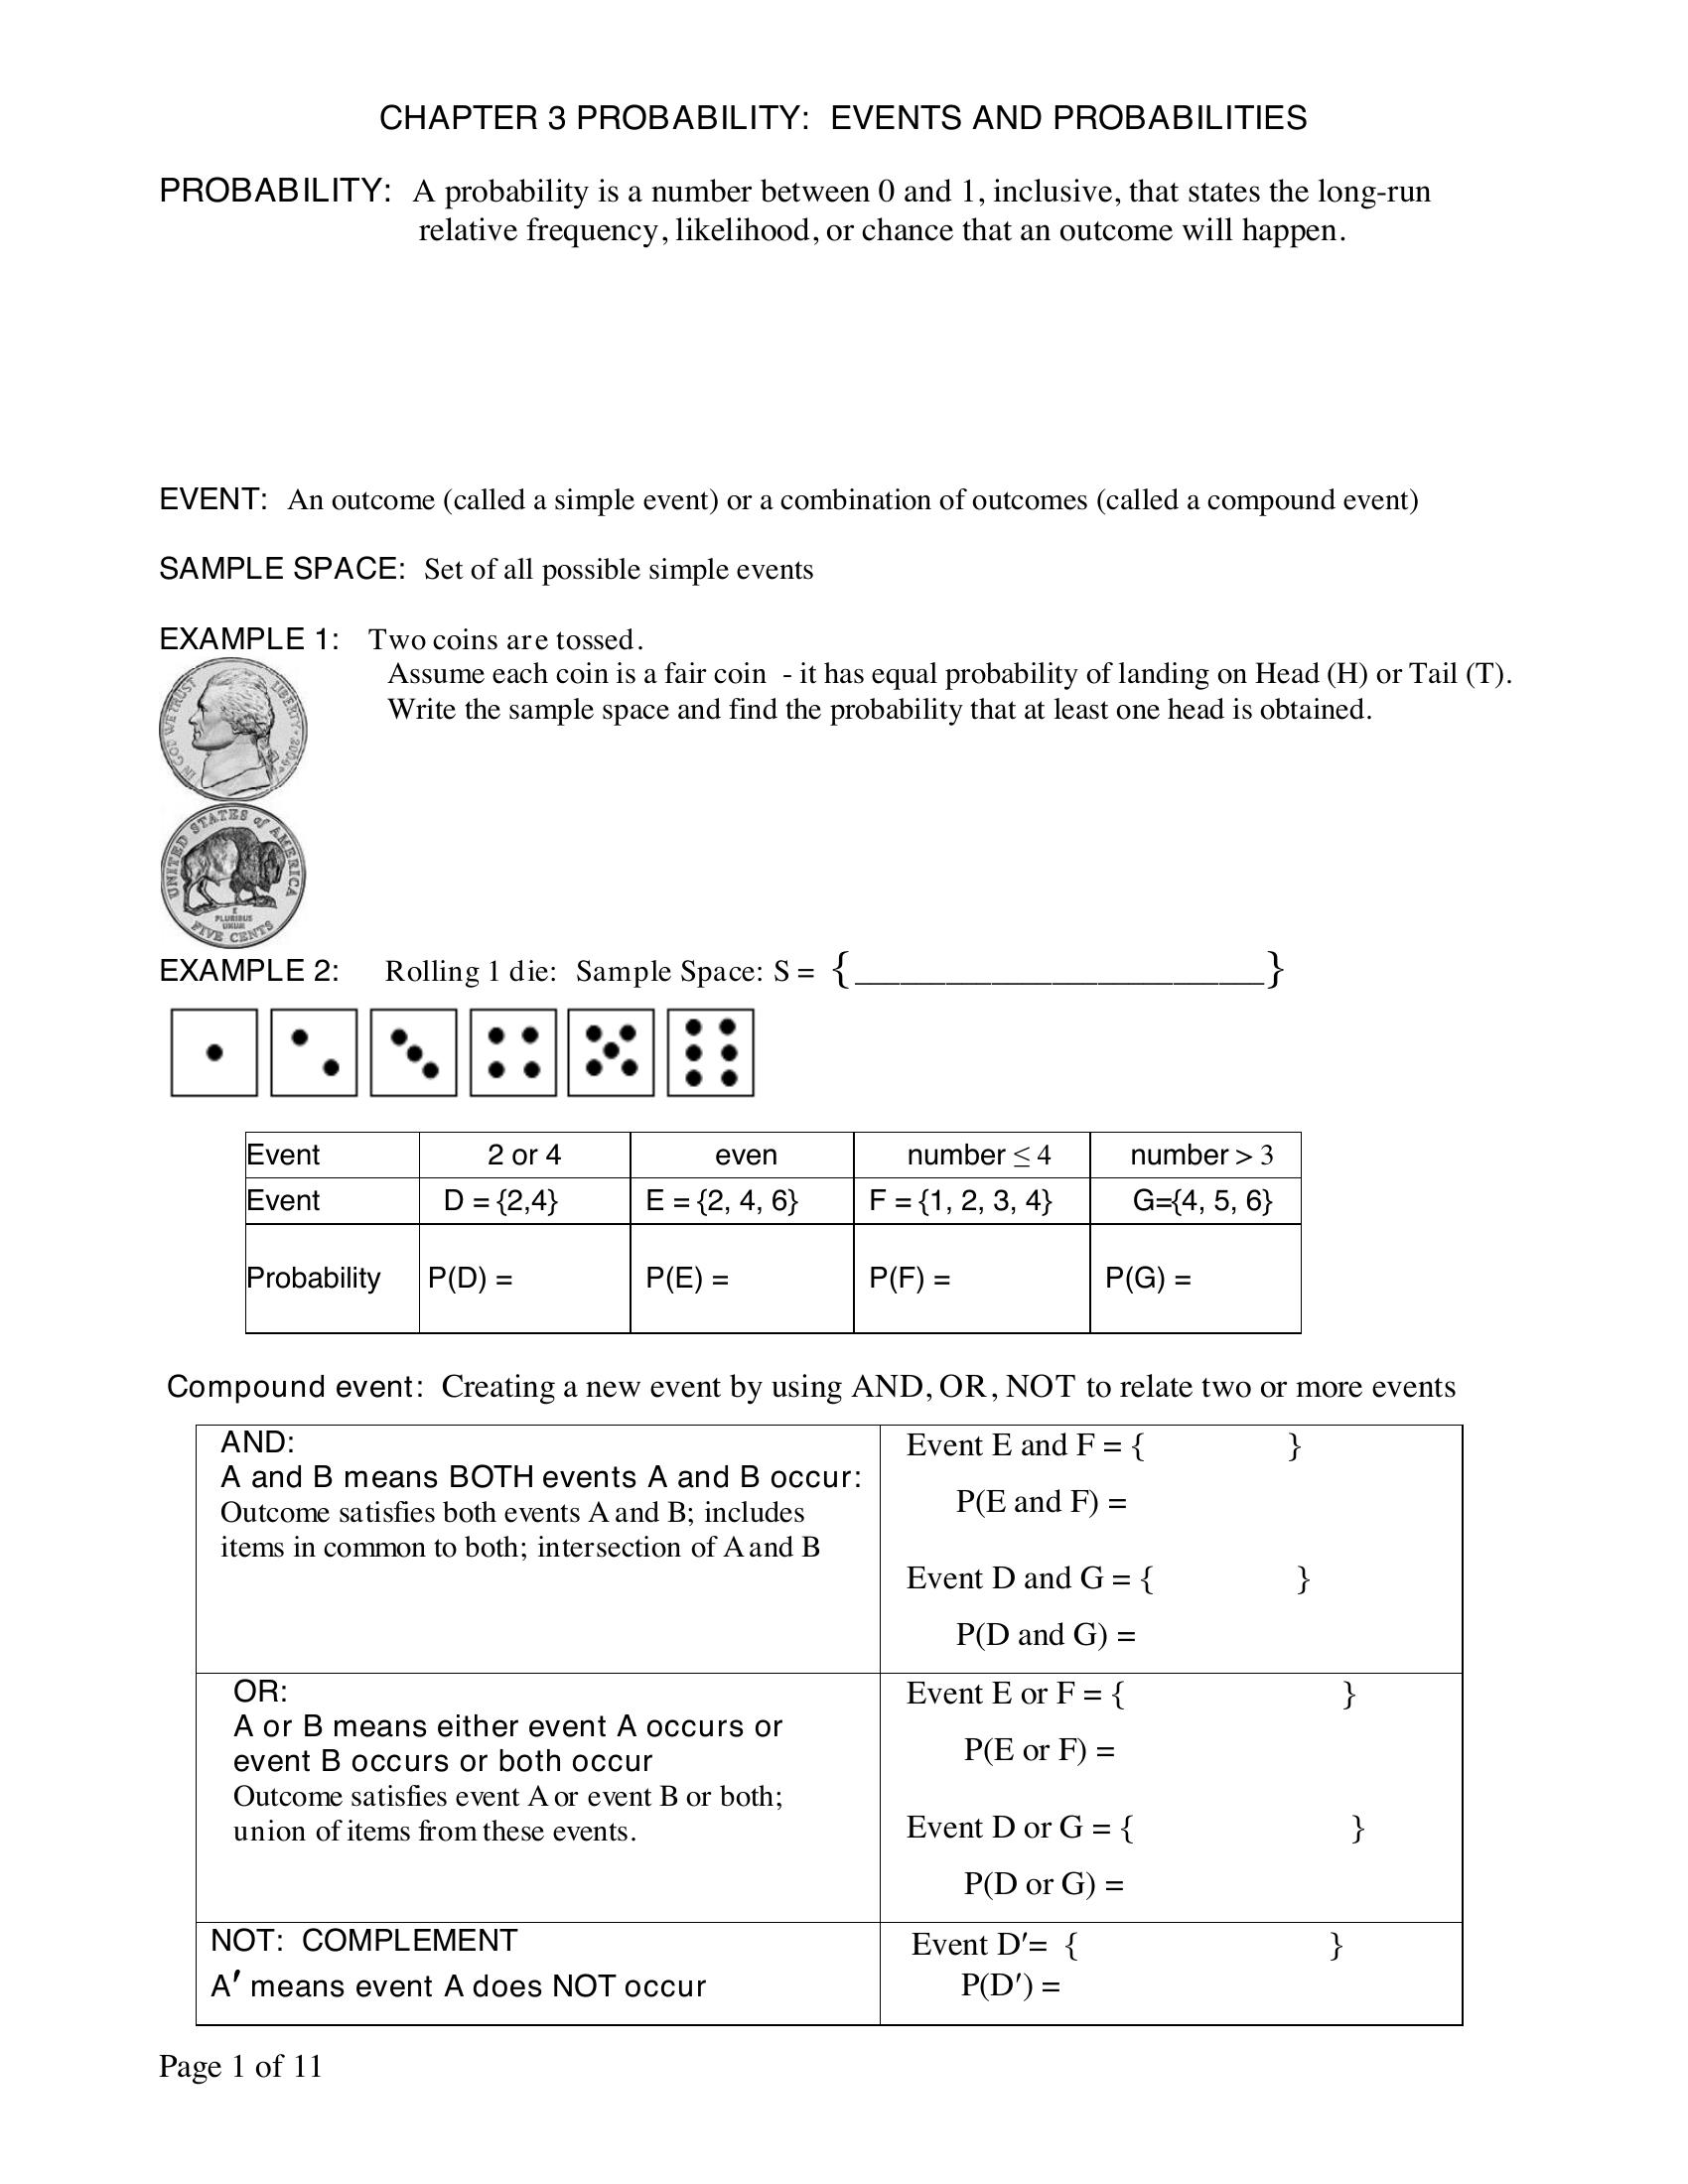 CHAPTER 3 PROBABILITY: EVENTS AND PROBABILITIES
PROBABILITY: A probability is a number between 0 and 1, inclusive, that states the long-run
relative frequency, likelihood, or chance that an outcome will happen.
EVENT: An outcome (called a simple event) or a combination of outcomes (called a compound event)
SAMPLE SPACE: Set of all possible simple events
EXAMPLE 1: Two coins are tossed.
Assume each coin is a fair coin - it has equal probability of landing on Head (H) or Tail (T).
Write the sample space and find the probability that at least one head is obtained.
IN GOD WE TRUST LIBERTY 2004
UNITED STATES of AMERICA
E
PLURIBUS
UNUM
FIVE CENTS
EXAMPLE 2: Rolling 1 die: Sample Space: S = {__________________________}
Event 2 or 4 even number ≤ 4 number > 3
Event D = {2,4} E = {2, 4, 6} F = {1, 2, 3, 4} G={4, 5, 6}
Probability P(D) = P(E) = P(F) = P(G) =
Compound event: Creating a new event by using AND, OR, NOT to relate two or more events
AND:
A and B means BOTH events A and B occur:
Outcome satisfies both events A and B; includes
items in common to both; intersection of A and B
Event E and F = { }
P(E and F) =
Event D and G = { }
P(D and G) =
OR:
A or B means either event A occurs or
event B occurs or both occur
Outcome satisfies event A or event B or both;
union of items from these events.
Event E or F = { }
P(E or F) =
Event D or G = { }
P(D or G) =
NOT: COMPLEMENT
A′ means event A does NOT occur
Event D′= { }
P(D′) =
Page 1 of 11